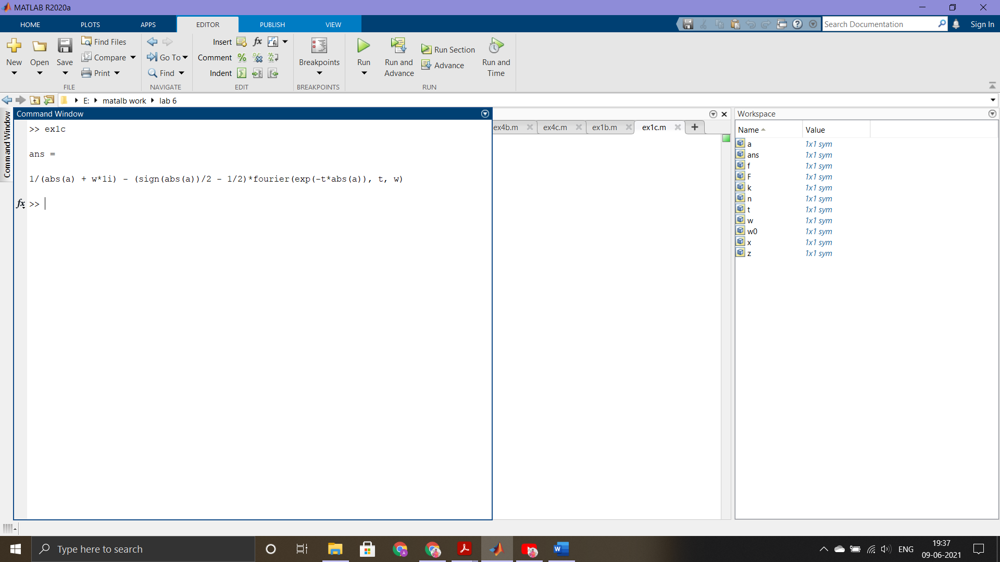 MATLAB R2020a
HOME PLOTS APPS EDITOR PUBLISH VIEW Search Documentation Sign In
New Open Save Find Files Compare Print
FILE
Go To Find
NAVIGATE
Insert fx fi
Comment
Indent
EDIT
Breakpoints
BREAKPOINTS
Run Run and Advance Run Section Advance Run and Time
RUN
E: matalb work lab 6
Command Window
Command Window
>> ex1c
ans =
1/(abs(a) + w*1i) - (sign(abs(a))/2 - 1/2)*fourier(exp(-t*abs(a)), t, w)
fx >>
ex4b.m ex4c.m ex1b.m ex1c.m
Workspace
Name Value
a 1x1 sym
ans 1x1 sym
f 1x1 sym
F 1x1 sym
k 1x1 sym
n 1x1 sym
t 1x1 sym
w 1x1 sym
w0 1x1 sym
x 1x1 sym
z 1x1 sym
Type here to search
ENG
19:37
09-06-2021